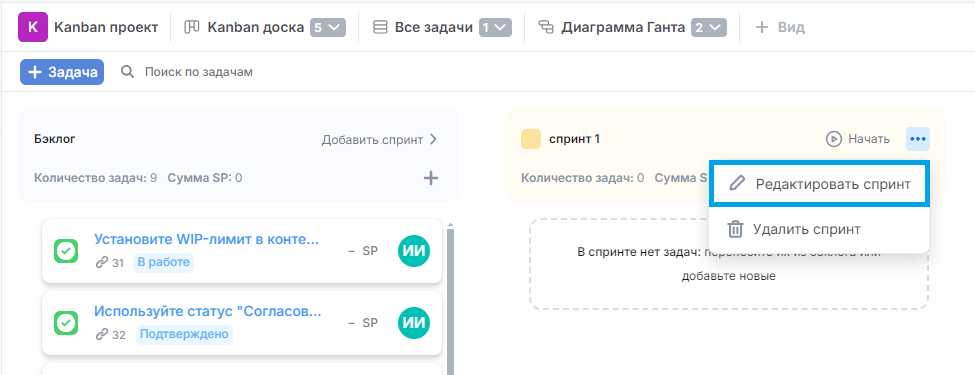 K Kanban проект Kanban доска 5 Все задачи 1 Диаграмма Ганта 2 + Вид
+ Задача Поиск по задачам
Бэклог Добавить спринт
Количество задач: 9 Сумма SP: 0
Установите WIP-лимит в конте...
31 В работе
– SP ИИ
Используйте статус "Согласов...
32 Подтверждено
– SP ИИ
спринт 1 Начать
Количество задач: 0 Сумма S
Редактировать спринт
Удалить спринт
В спринте нет задач:
добавьте новые